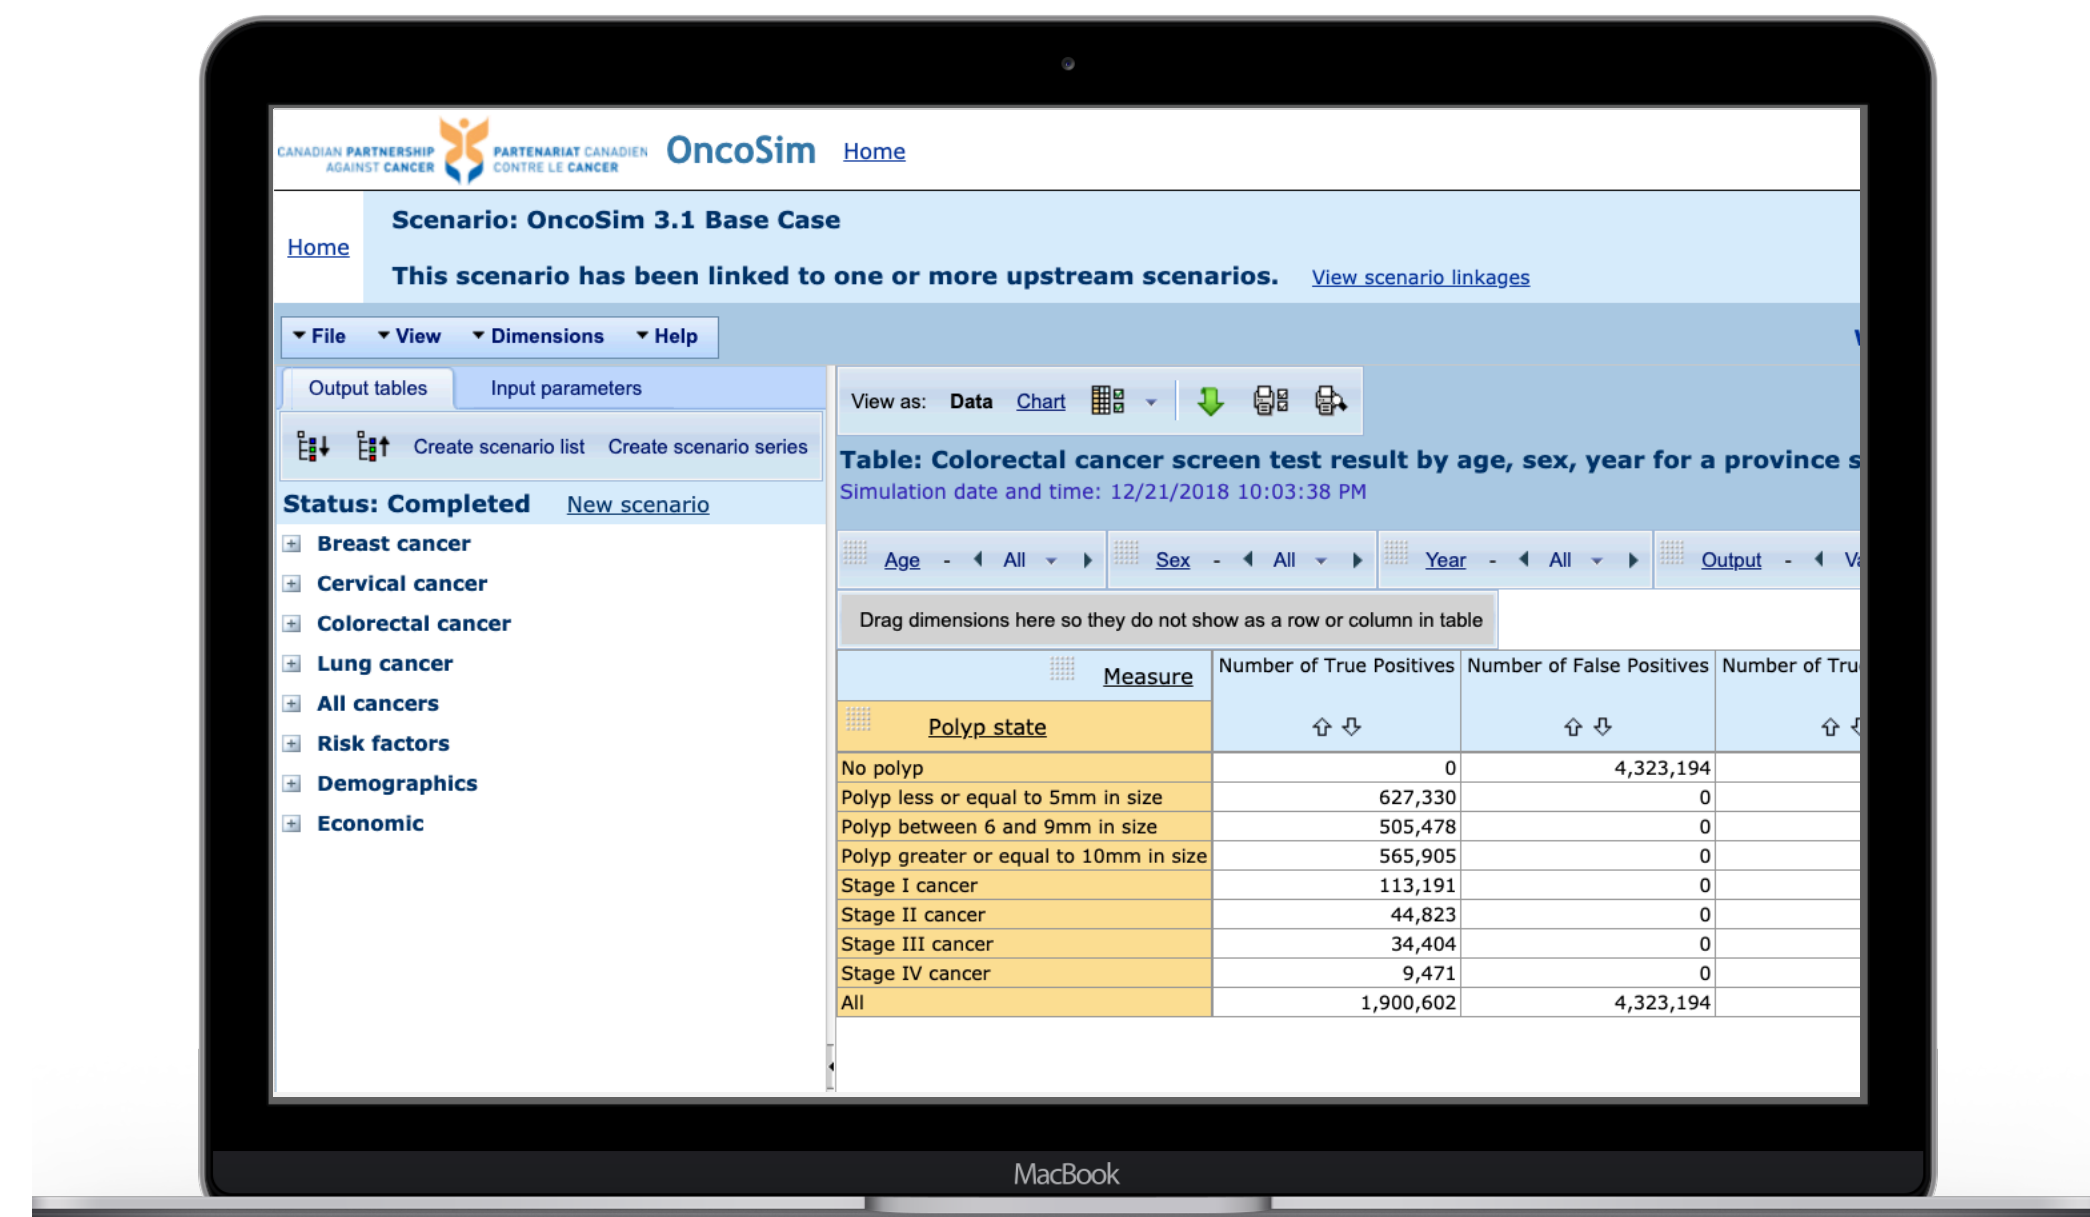 CANADIAN PARTNERSHIP
AGAINST CANCER
PARTENARIAT CANADIEN
CONTRE LE CANCER
OncoSim Home
Home
Scenario: OncoSim 3.1 Base Case
This scenario has been linked to one or more upstream scenarios. View scenario linkages
File View Dimensions Help
Output tables Input parameters
Create scenario list Create scenario series
Status: Completed New scenario
Breast cancer
Cervical cancer
Colorectal cancer
Lung cancer
All cancers
Risk factors
Demographics
Economic
View as: Data Chart
Table: Colorectal cancer screen test result by age, sex, year for a province s
Simulation date and time: 12/21/2018 10:03:38 PM
Age - All Sex - All Year - All Output - Va
Drag dimensions here so they do not show as a row or column in table
Measure Number of True Positives Number of False Positives Number of Tru
Polyp state
No polyp 0 4,323,194
Polyp less or equal to 5mm in size 627,330 0
Polyp between 6 and 9mm in size 505,478 0
Polyp greater or equal to 10mm in size 565,905 0
Stage I cancer 113,191 0
Stage II cancer 44,823 0
Stage III cancer 34,404 0
Stage IV cancer 9,471 0
All 1,900,602 4,323,194
MacBook